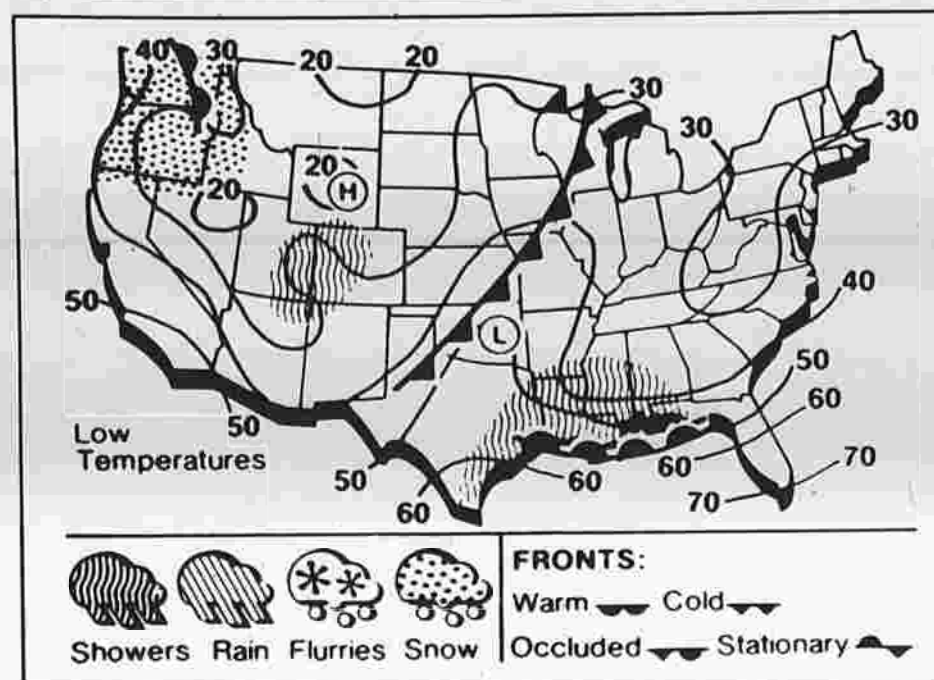 40 30 20 20
30
30 30
20 H
20
50 40
L
50
60
50 50 60 60 60 70 70
Low
Temperatures
Showers Rain Flurries Snow
FRONTS:
Warm Cold
Occluded Stationary